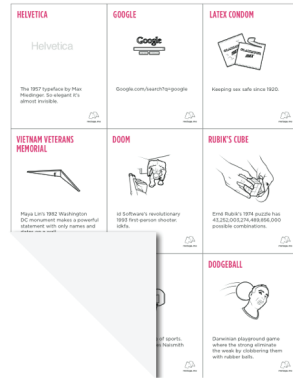 HELVETICA
Helvetica
The 1957 typeface by Max
Miedinger. So elegant it's
almost invisible.
GOOGLE
Google
Google.com/search?q=google
LATEX CONDOM
Keeping sex safe since 1920.
VIETNAM VETERANS
MEMORIAL
Maya Lin's 1982 Washington
DC monument makes a powerful
statement with only names and
DOOM
id Software's revolutionary
1993 first-person shooter.
idkfa.
RUBIK'S CUBE
Ernő Rubik's 1974 puzzle has
43,252,003,274,489,856,000
possible combinations.
of sports
Naismith
DODGEBALL
Darwinian playground game
where the strong eliminate
the weak by clobbering them
with rubber balls.